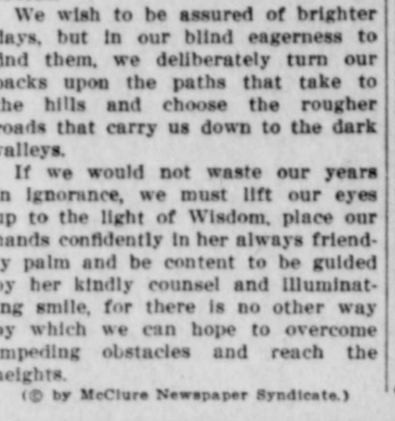 We wish to be assured of brighter
days, but in our blind eagerness to
find them, we deliberately turn our
backs upon the paths that take to
the hills and choose the rougher
roads that carry us down to the dark
valleys.
If we would not waste our years
in ignorance, we must lift our eyes
up to the light of Wisdom, place our
hands confidently in her always friend-
ly palm and be content to be guided
by her kindly counsel and illuminat-
ing smile, for there is no other way
by which we can hope to overcome
impeding obstacles and reach the
heights.
(© by McClure Newspaper Syndicate.)